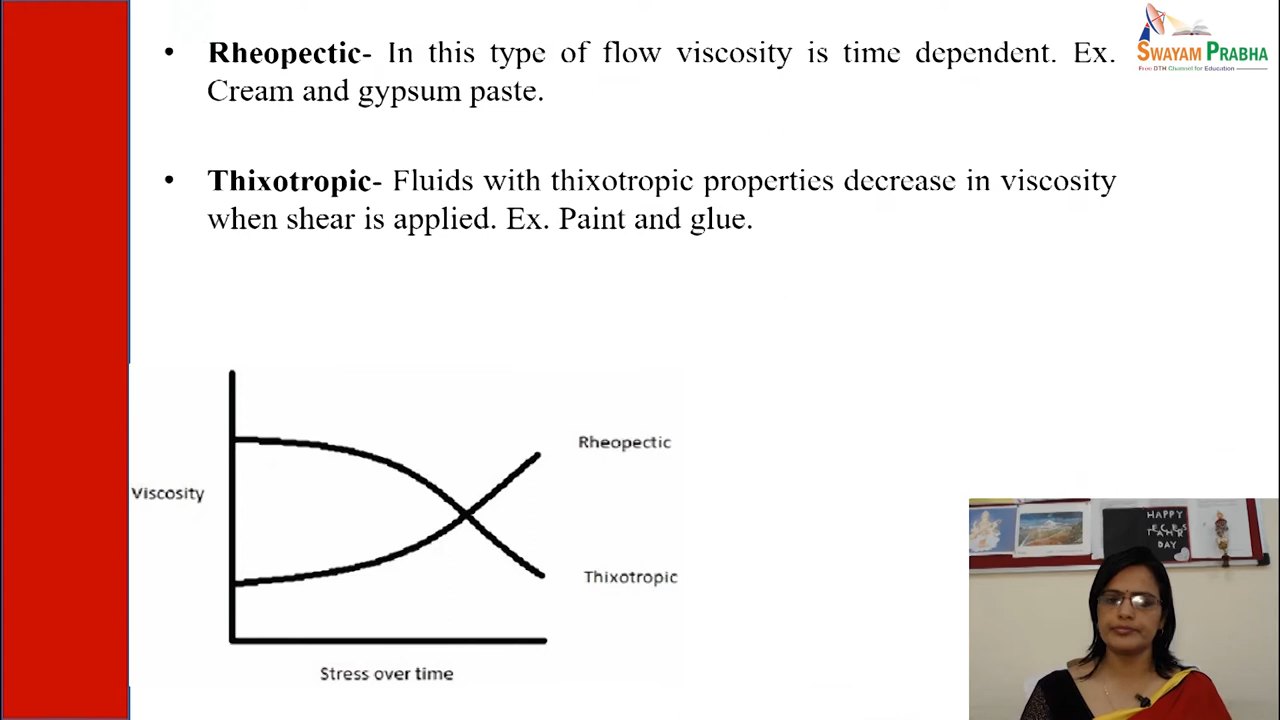 • Rheopectic- In this type of flow viscosity is time dependent. Ex.
Cream and gypsum paste.
• Thixotropic- Fluids with thixotropic properties decrease in viscosity
when shear is applied. Ex. Paint and glue.
SWAYAM PRABHA
Free DTH Channel for Education
Rheopectic
Viscosity
Thixotropic
Stress over time
HAPPY
DAY